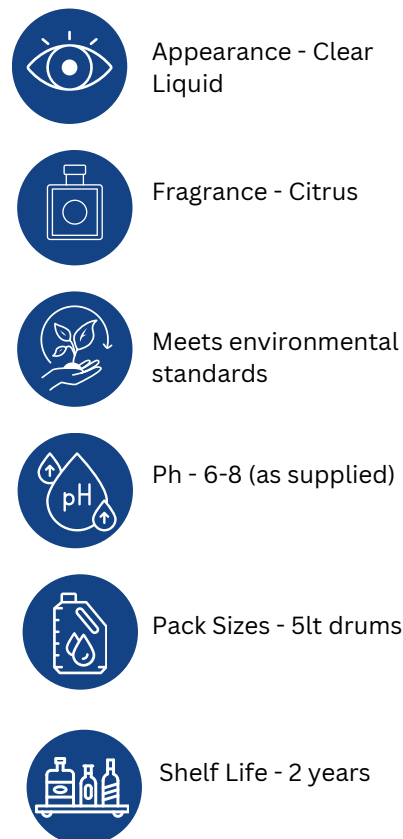 Appearance - Clear
Liquid
Fragrance - Citrus
Meets environmental
standards
pH
Ph - 6-8 (as supplied)
Pack Sizes - 5lt drums
Shelf Life - 2 years